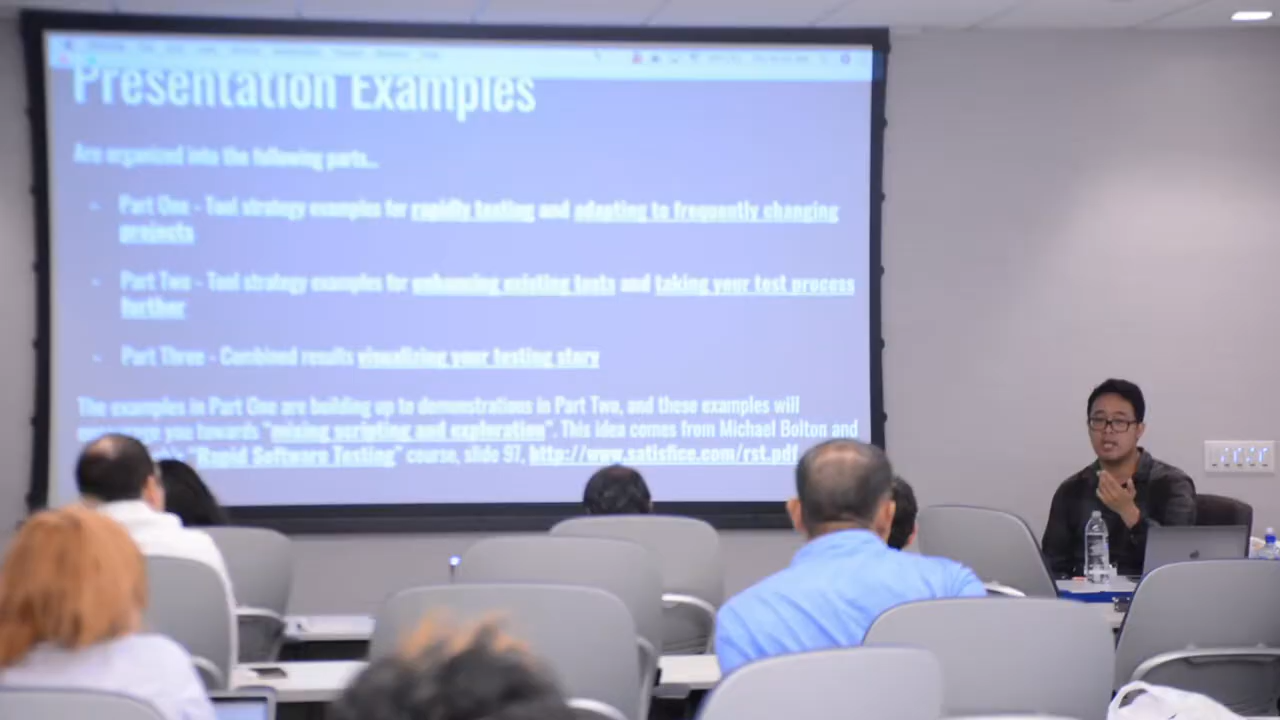 Presentation Examples
Are organized into the following parts...
- Part One - Tool strategy examples for rapidly testing and adapting to frequently changing
projects
- Part Two - Tool strategy examples for enhancing existing tests and taking your test process
further
- Part Three - Combined results visualizing your testing story
The examples in Part One are building up to demonstrations in Part Two, and these examples will
you towards "mixing scripting and exploration". This idea comes from Michael Bolton and
"Rapid Software Testing" course, slide 97, http://www.satisfice.com/rst.pdf